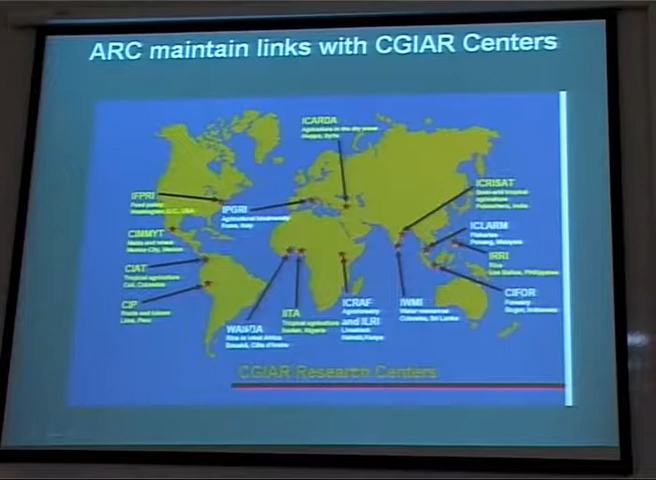 ARC maintain links with CGIAR Centers
ICARDA
Agriculture in the dry areas
Aleppo, Syria
IFPRI
Food policy
Washington, D.C., USA
IPGRI
Agricultural biodiversity
Rome, Italy
ICRISAT
Semi-arid tropical
agriculture
Patancheru, India
CIMMYT
Maize and wheat
Mexico City, Mexico
ICLARM
Fisheries
Penang, Malaysia
IRRI
Rice
Los Baños, Philippines
CIAT
Tropical agriculture
Cali, Colombia
CIP
Roots and tubers
Lima, Peru
WARDA
Rice in West Africa
Bouaké, Côte d'Ivoire
IITA
Tropical agriculture
Ibadan, Nigeria
ICRAF
Agroforestry
and ILRI
Livestock
Nairobi, Kenya
IWMI
Water resources
Colombo, Sri Lanka
CIFOR
Forestry
Bogor, Indonesia
CGIAR Research Centers